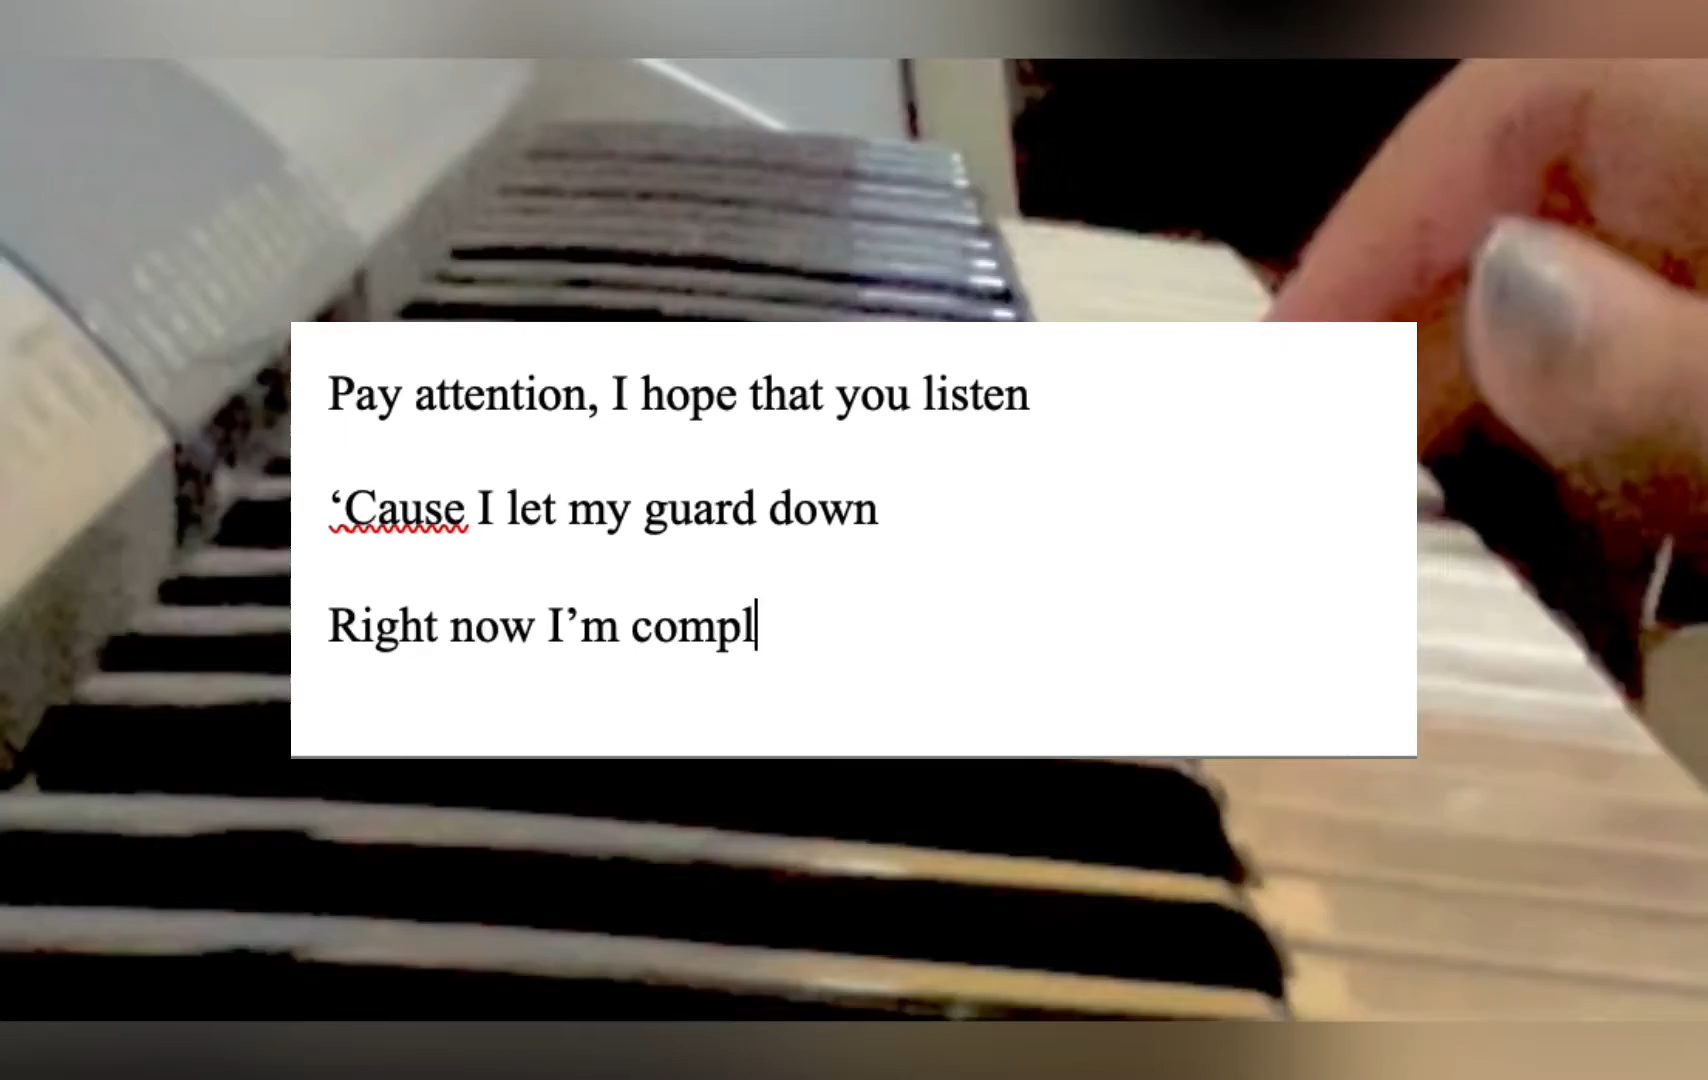 Pay attention, I hope that you listen
‘Cause I let my guard down
Right now I’m compl